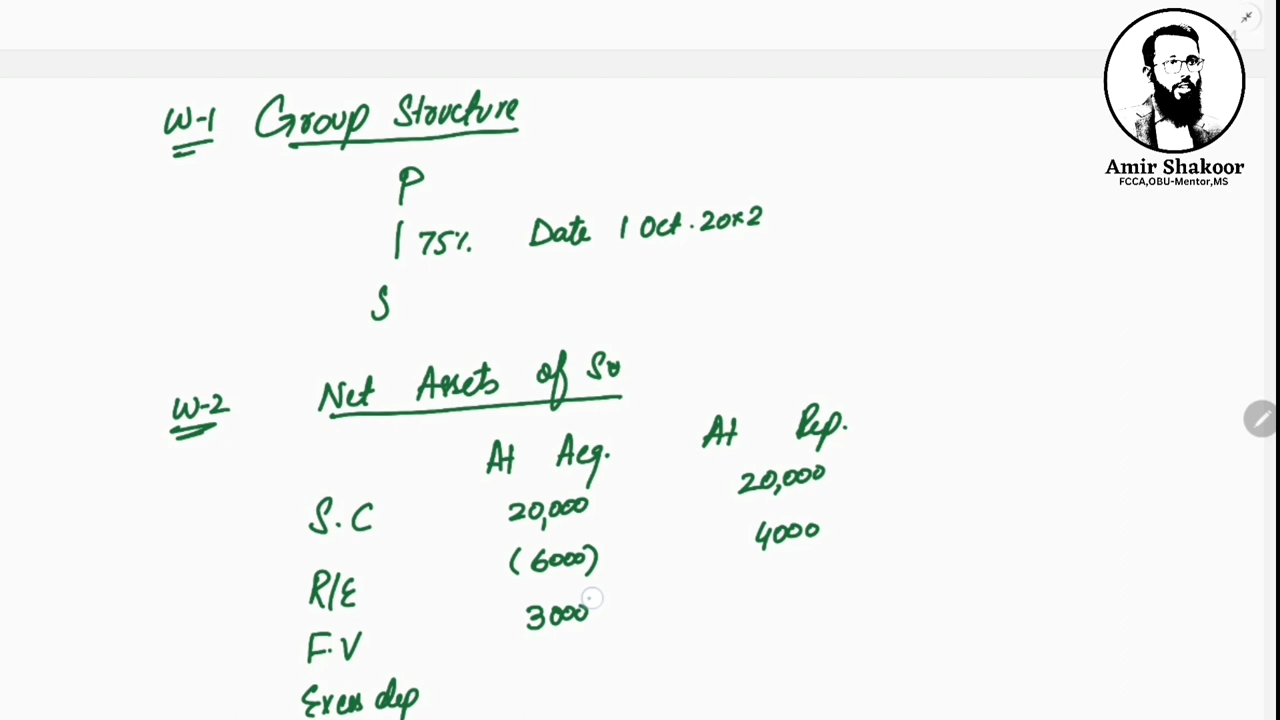 W-1 Group Structure
P
75% Date 1 Oct. 20x2
S
W-2 Net Assets of So
At Acq. At Rep.
S.C 20,000 20,000
R/E (6000) 4000
F.V 3000
Exess dep
Amir Shakoor
FCCA,OBU-Mentor,MS